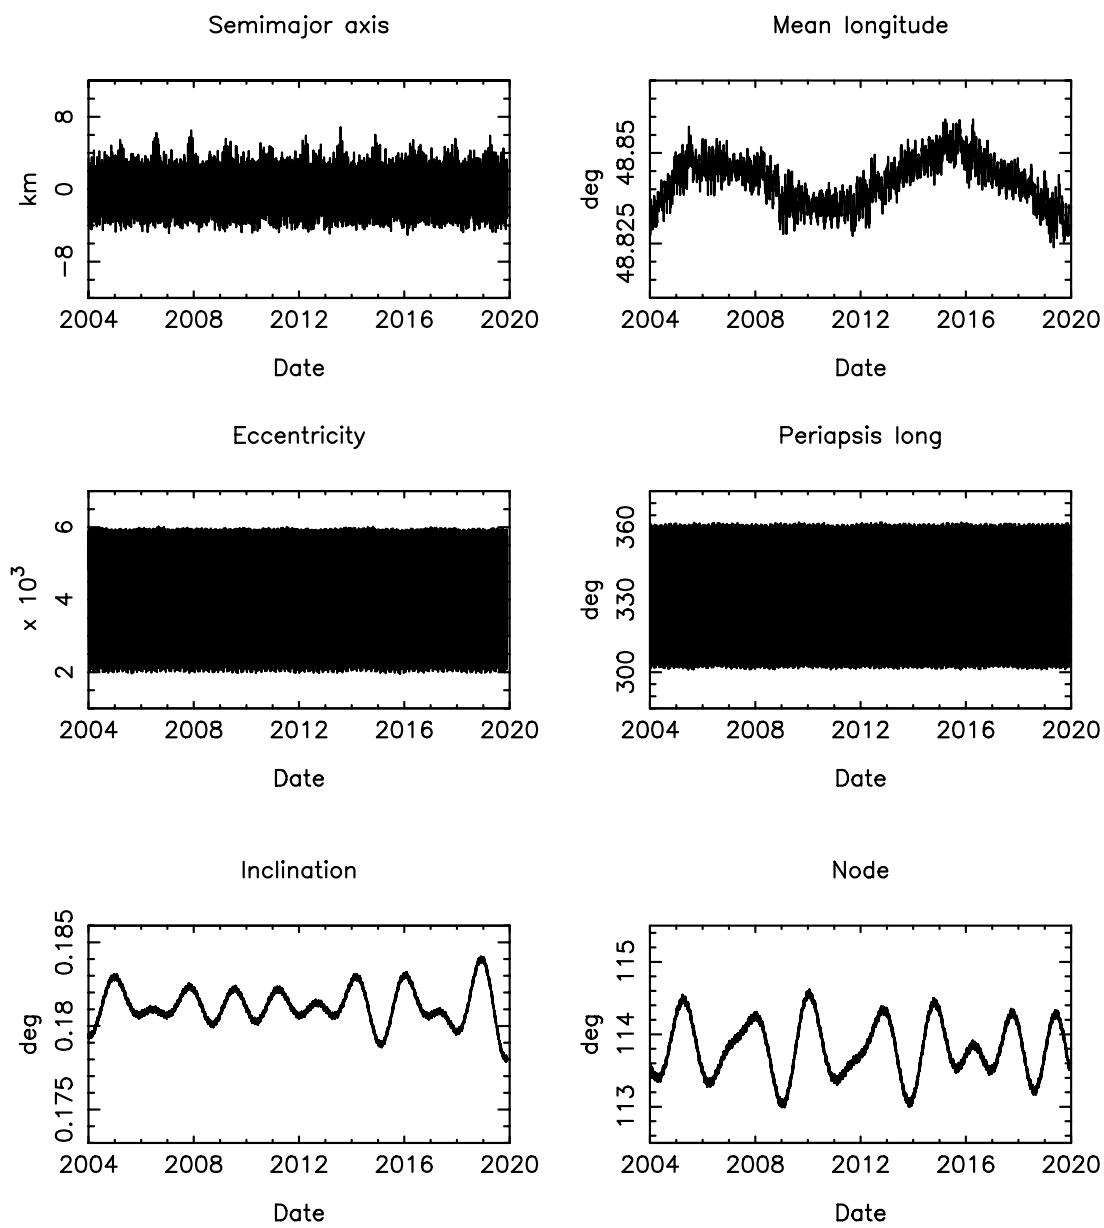 Semimajor axis
km
8
0
−8
2004 2008 2012 2016 2020
Date
Mean longitude
deg
48.85
48.825
2004 2008 2012 2016 2020
Date
Eccentricity
x 10³
6
4
2
2004 2008 2012 2016 2020
Date
Periapsis long
deg
360
330
300
2004 2008 2012 2016 2020
Date
Inclination
deg
0.185
0.18
0.175
2004 2008 2012 2016 2020
Date
Node
deg
115
114
113
2004 2008 2012 2016 2020
Date